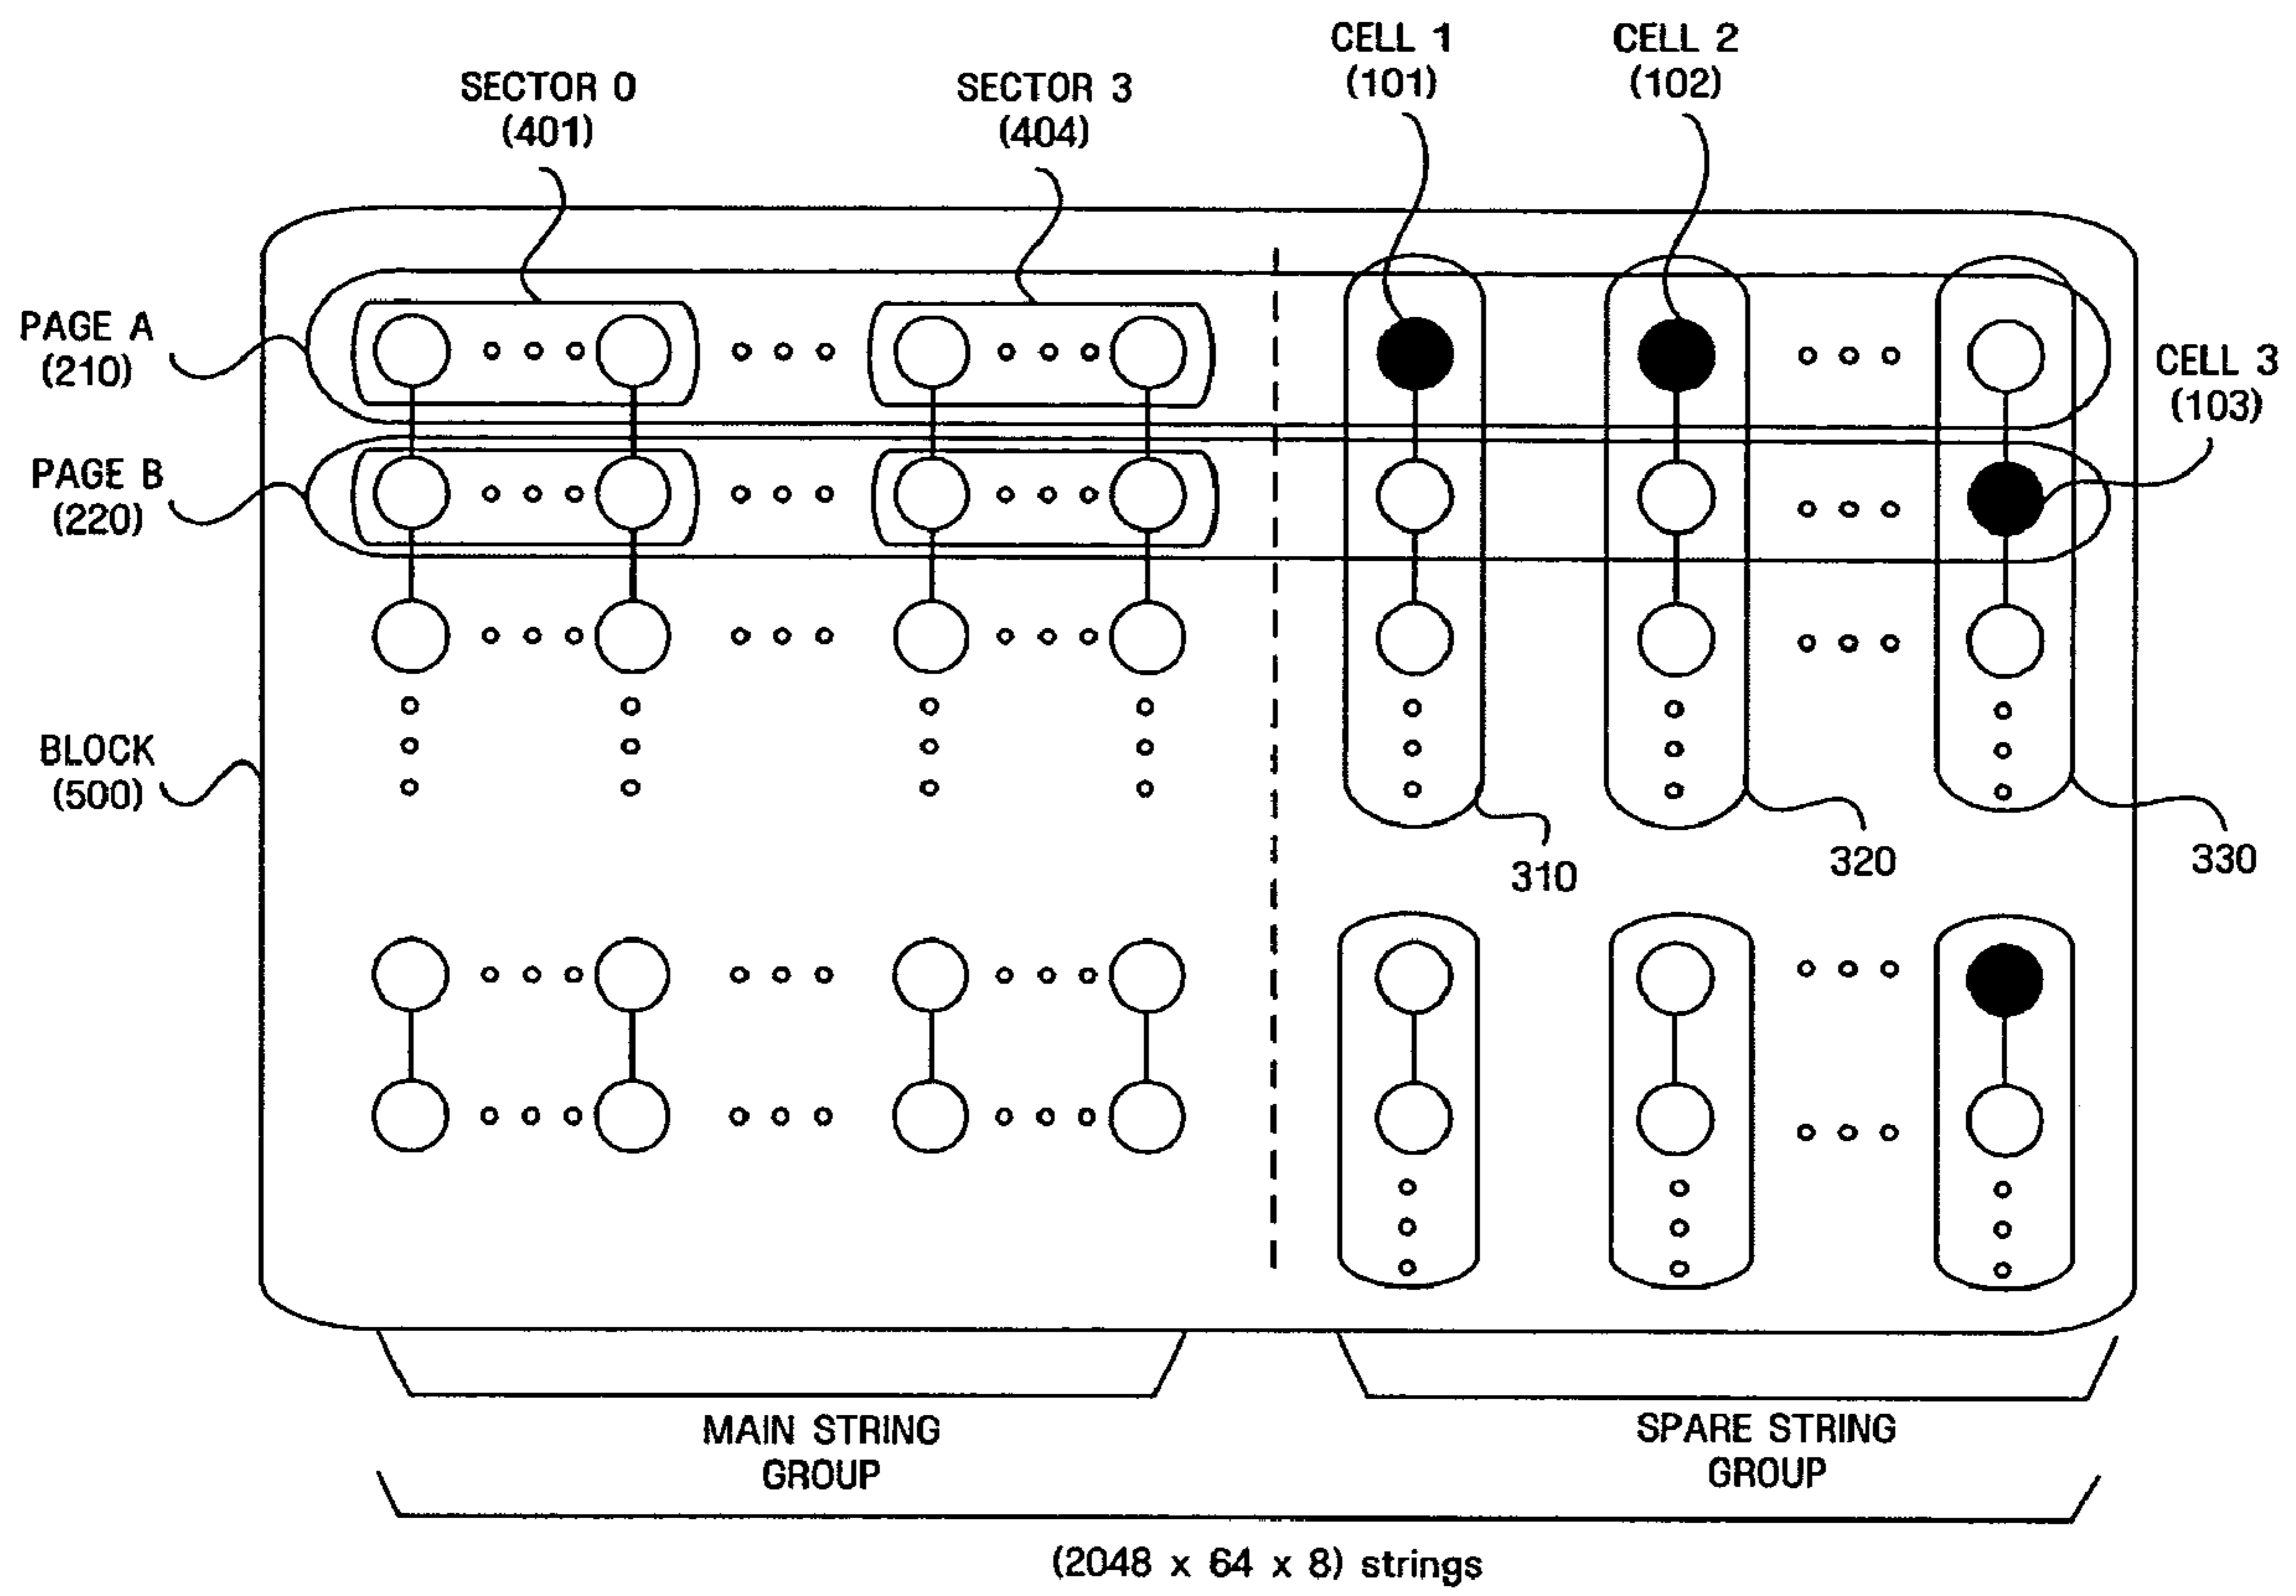 CELL 1
(101)
CELL 2
(102)
SECTOR 0
(401)
SECTOR 3
(404)
PAGE A
(210)
CELL 3
(103)
PAGE B
(220)
BLOCK
(500)
310
320
330
MAIN STRING
GROUP
SPARE STRING
GROUP
(2048 x 64 x 8) strings